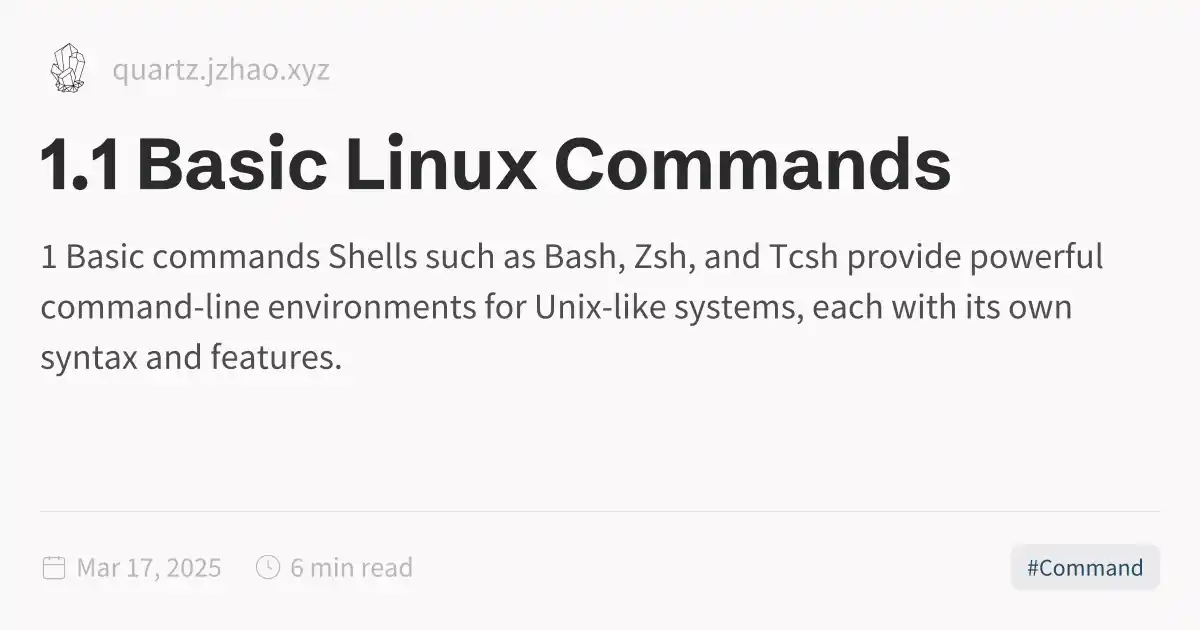 quartz.jzhao.xyz
1.1 Basic Linux Commands
1 Basic commands Shells such as Bash, Zsh, and Tcsh provide powerful
command-line environments for Unix-like systems, each with its own
syntax and features.
Mar 17, 2025 6 min read #Command